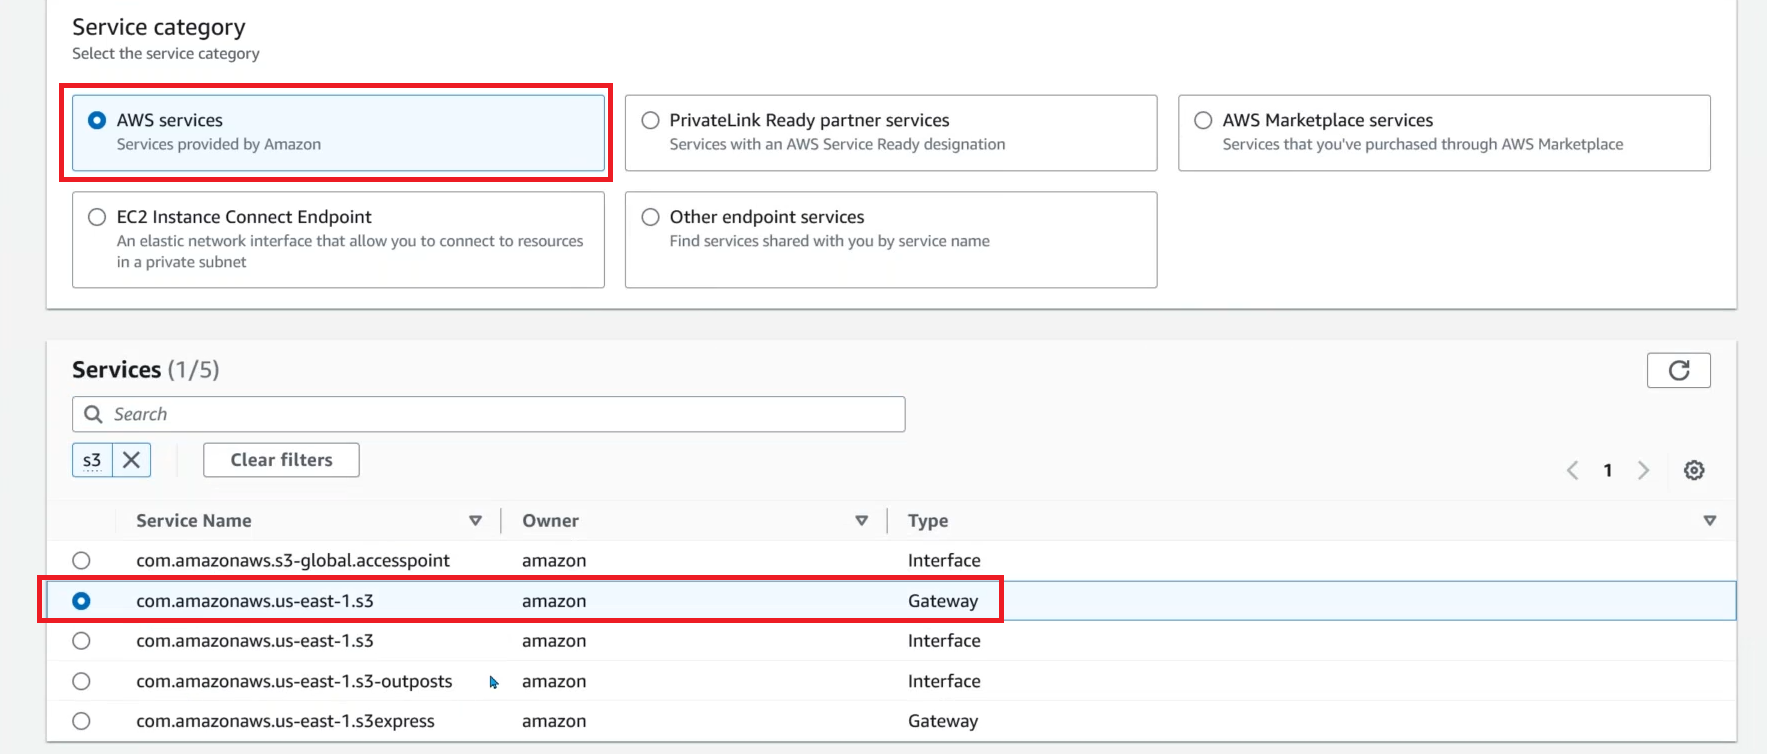 Service category
Select the service category
AWS services
Services provided by Amazon
PrivateLink Ready partner services
Services with an AWS Service Ready designation
AWS Marketplace services
Services that you've purchased through AWS Marketplace
EC2 Instance Connect Endpoint
An elastic network interface that allow you to connect to resources
in a private subnet
Other endpoint services
Find services shared with you by service name
Services (1/5)
Search
s3
Clear filters
1
Service Name Owner Type
com.amazonaws.s3-global.accesspoint amazon Interface
com.amazonaws.us-east-1.s3 amazon Gateway
com.amazonaws.us-east-1.s3 amazon Interface
com.amazonaws.us-east-1.s3-outposts amazon Interface
com.amazonaws.us-east-1.s3express amazon Gateway